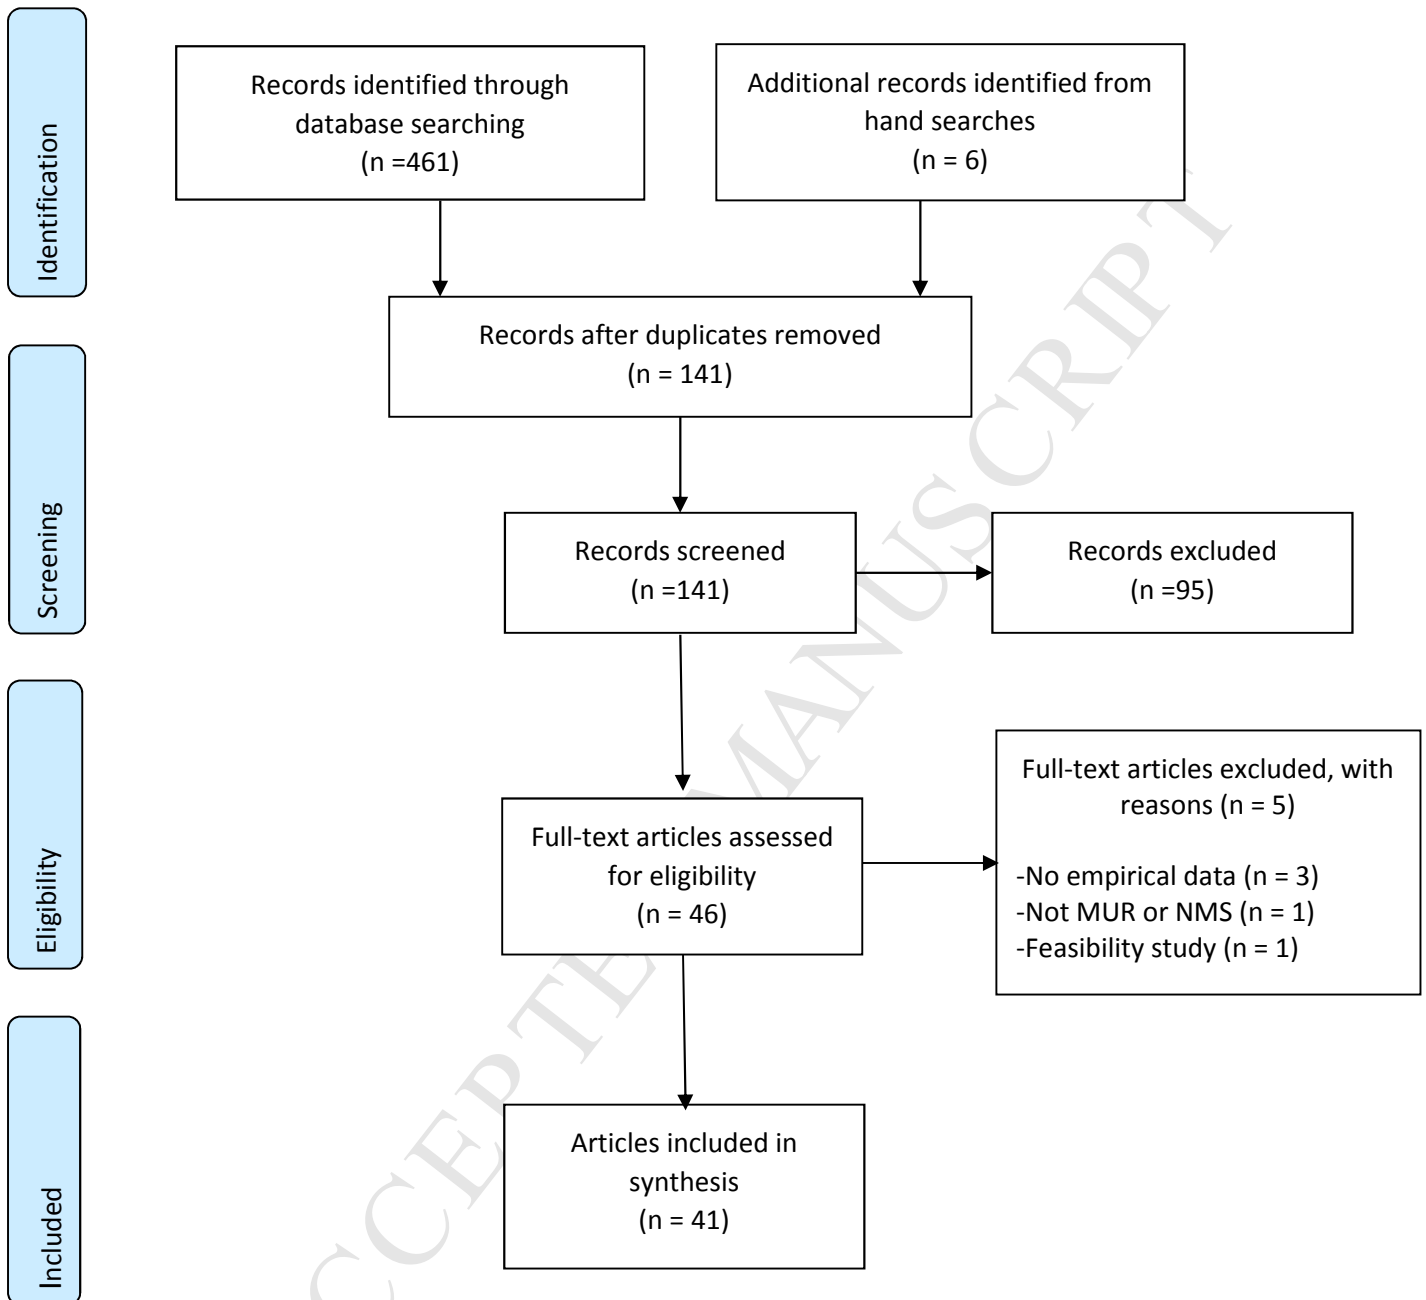 Identification
Records identified through
database searching
(n =461)
Additional records identified from
hand searches
(n = 6)
Records after duplicates removed
(n = 141)
Screening
Records screened
(n =141)
Records excluded
(n =95)
Eligibility
Full-text articles assessed
for eligibility
(n = 46)
Full-text articles excluded, with
reasons (n = 5)
-No empirical data (n = 3)
-Not MUR or NMS (n = 1)
-Feasibility study (n = 1)
Included
Articles included in
synthesis
(n = 41)
CCEPTE MANUSCRIPT